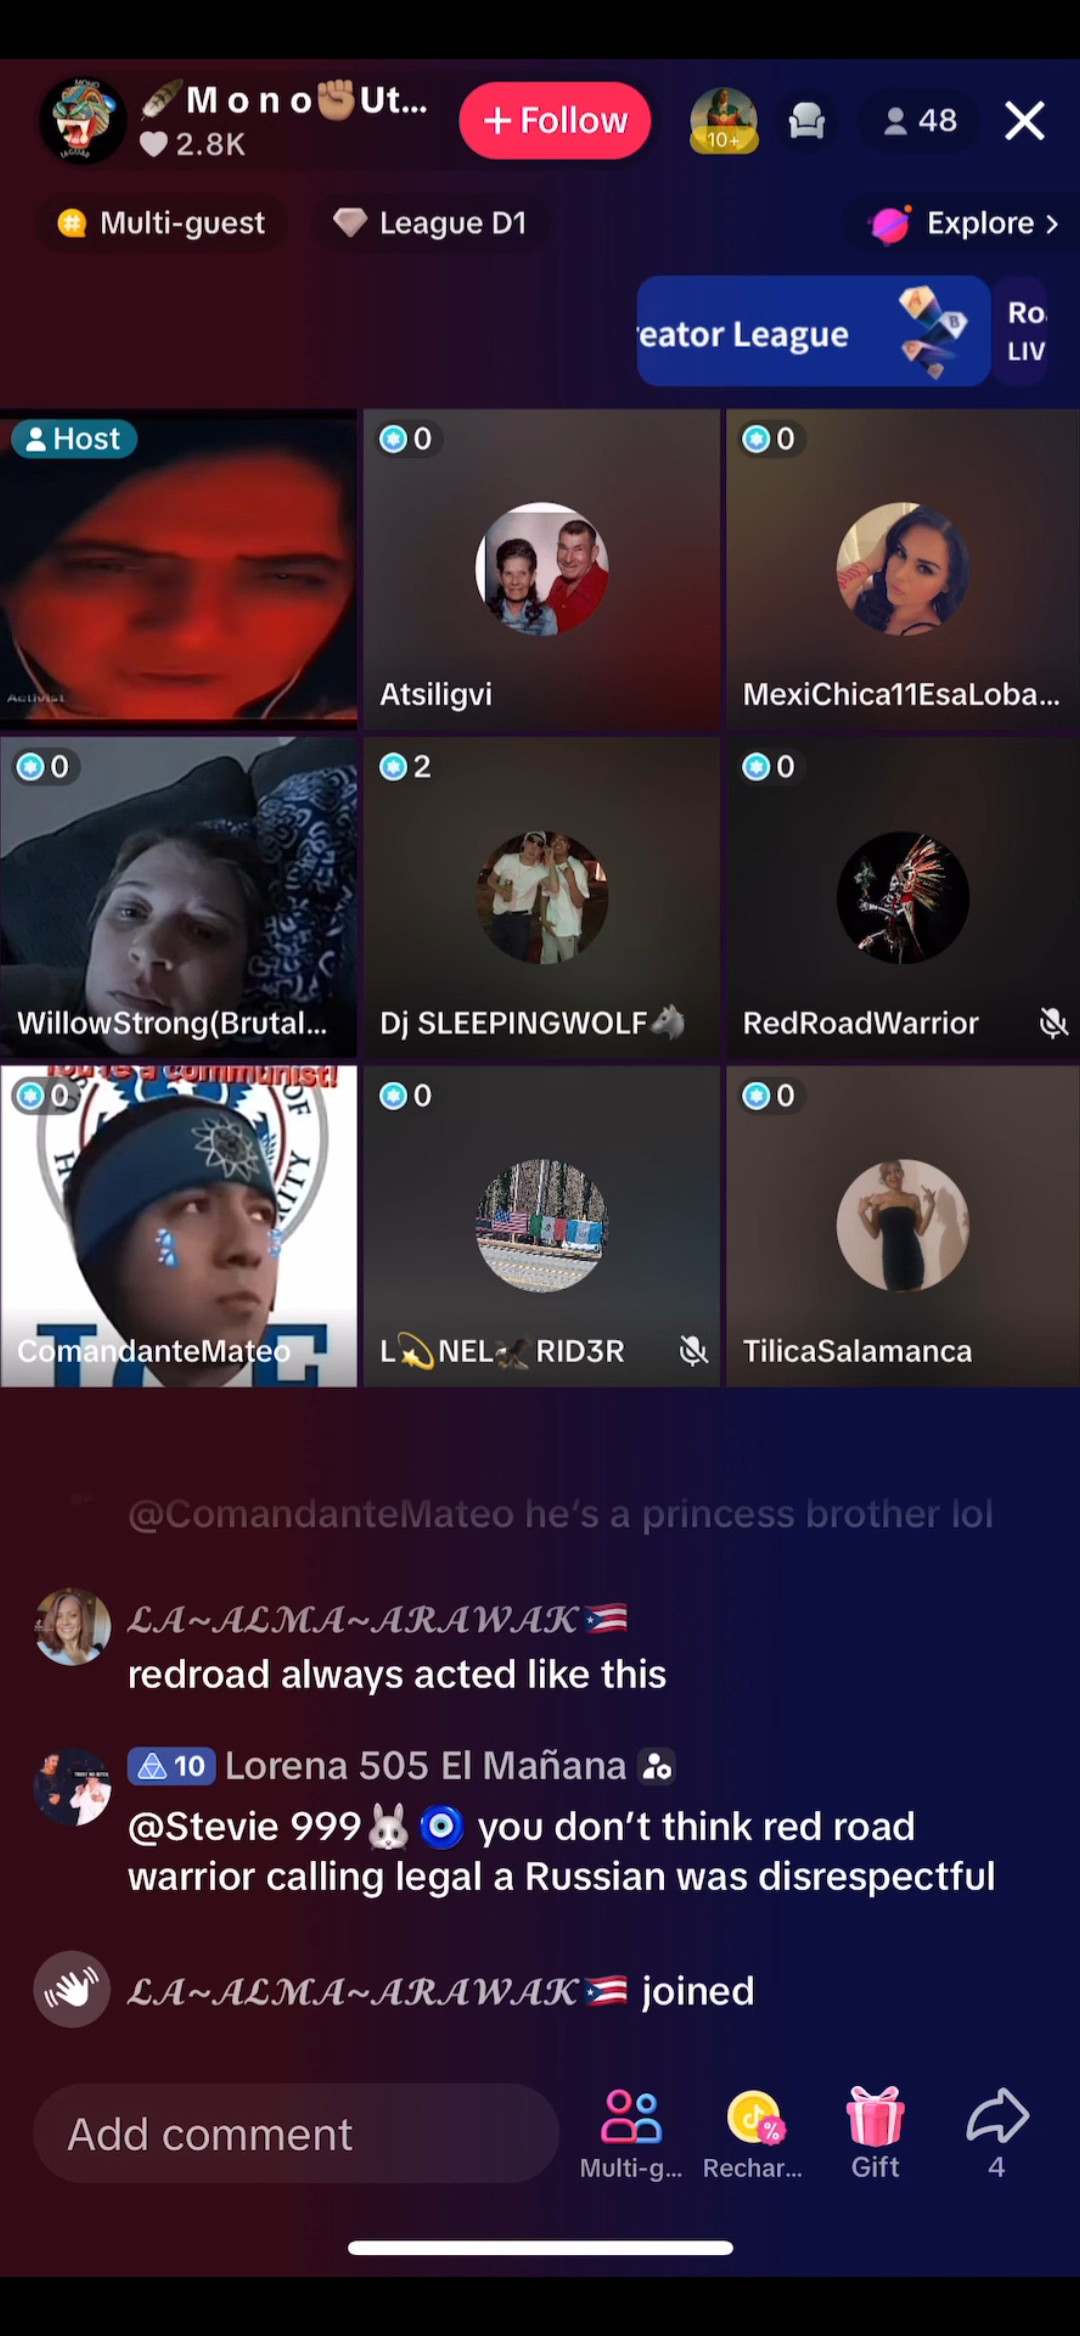 🪶M o n o✊🏽Ut...
2.8K
+ Follow
10+
48
Multi-guest
League D1
Explore >
eator League
Ro
LIV
Host
0
0
Activist
Atsiligvi
MexiChica11EsaLoba...
0
2
0
WillowStrong(Brutal...
Dj SLEEPINGWOLF🐺
RedRoadWarrior
You're a communist!
0
0
0
OF
ComandanteMateo
L💫NEL🦅RID3R
TilicaSalamanca
@ComandanteMateo he's a princess brother lol
𝓛𝓐~𝓐𝓛𝓜𝓐~𝓐𝓡𝓐𝓦𝓐𝓚🇵🇷
redroad always acted like this
10 Lorena 505 El Mañana
@Stevie 999🐰🧿 you don't think red road
warrior calling legal a Russian was disrespectful
𝓛𝓐~𝓐𝓛𝓜𝓐~𝓐𝓡𝓐𝓦𝓐𝓚🇵🇷 joined
Add comment
Multi-g...
Rechar...
Gift
4